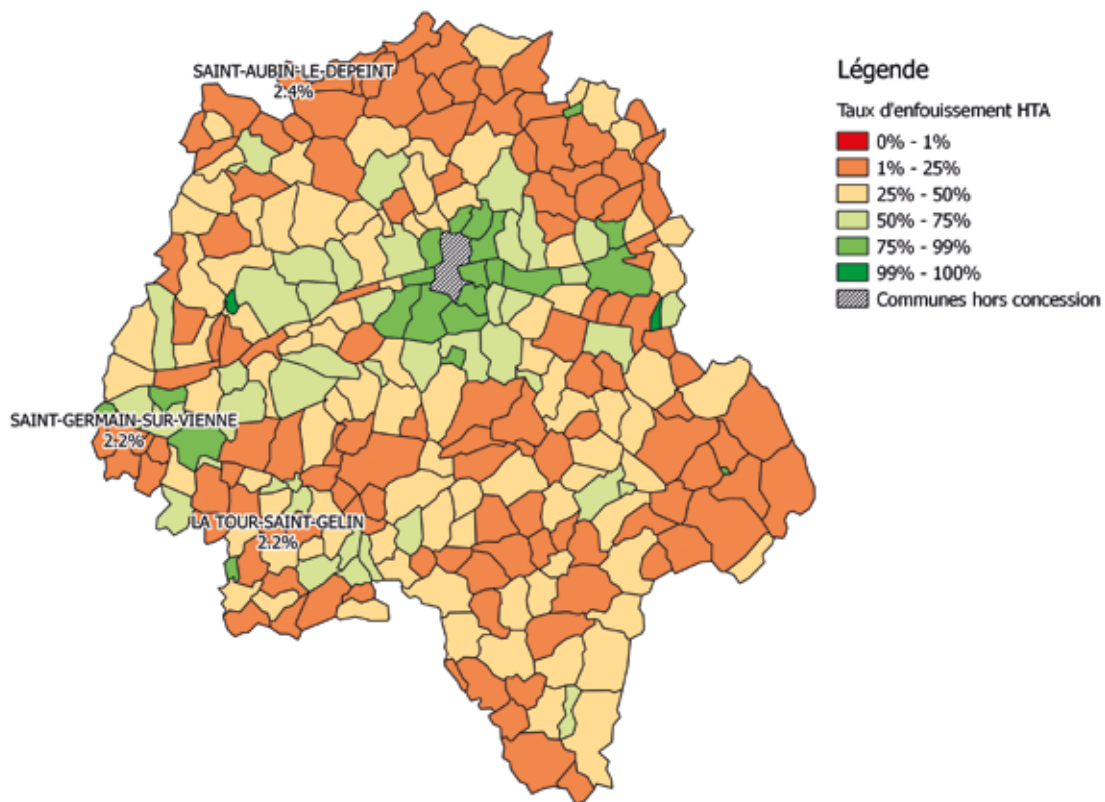 SAINT-AUBIN-LE-DEPEINT
2.4%
SAINT-GERMAIN-SUR-VIENNE
2.2%
LA TOUR-SAINT-GELIN
2.2%
Légende
Taux d'enfouissement HTA
0% - 1%
1% - 25%
25% - 50%
50% - 75%
75% - 99%
99% - 100%
Communes hors concession